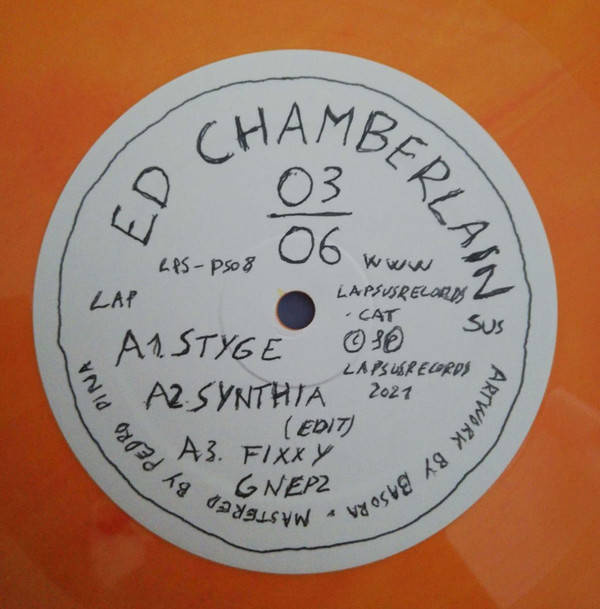 ED CHAMBERLAIN
03
06
LPS-PS08
WWW
LAPSUSRECORDS
.CAT
LAP
SUS
© & ℗
LAPSUSRECORDS
2021
A1. STYGE
A2. SYNTHIA
(EDIT)
A3. FIXXY
GNEP2
ARTWORK BY BASORA * MASTERED BY PEDRO PINA